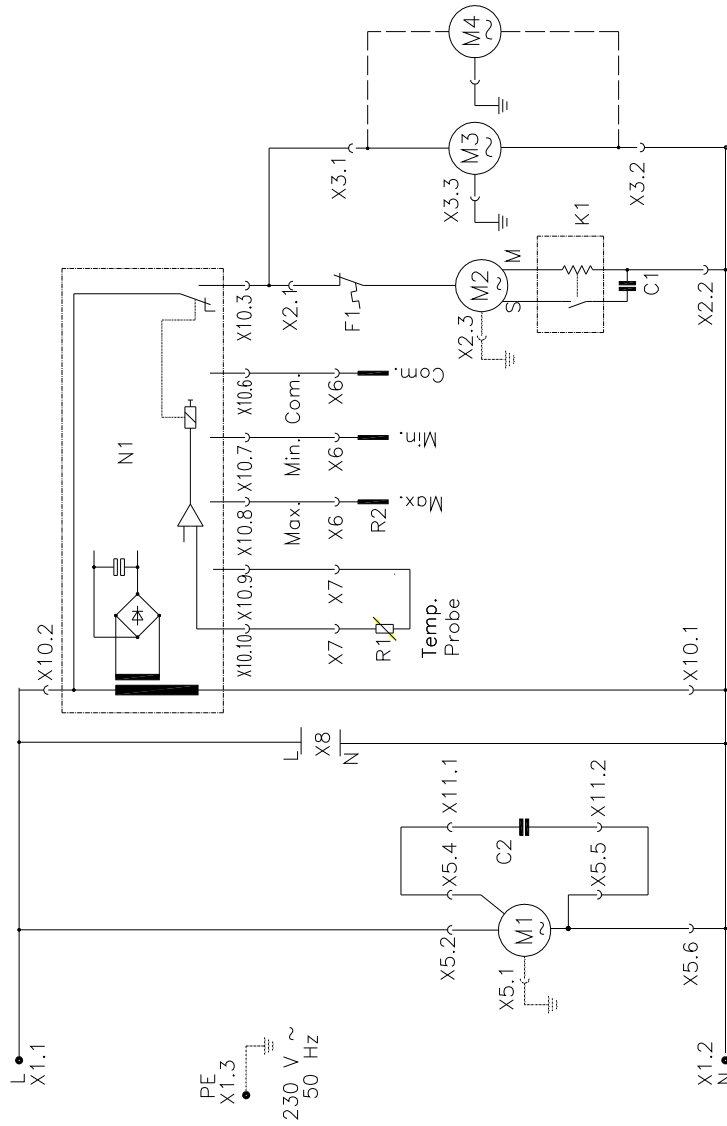 L
X1.1
PE
X1.3
230 V ~
50 Hz
X1.2
N
X5.2
X5.1
M1
~
X5.6
X5.4
X11.1
C2
X5.5
X11.2
L
X8
N
X10.2
X10.1
N1
X10.10
X10.9
X10.8
X10.7
X10.6
X10.3
X7
X7
R1
Temp.
Probe
Max.
Min.
Com.
X6
X6
X6
R2
Max.
Min.
Com.
X2.1
F1
X2.3
M2
~
S
M
K1
C1
X2.2
X3.1
X3.3
M3
~
X3.2
M4
~